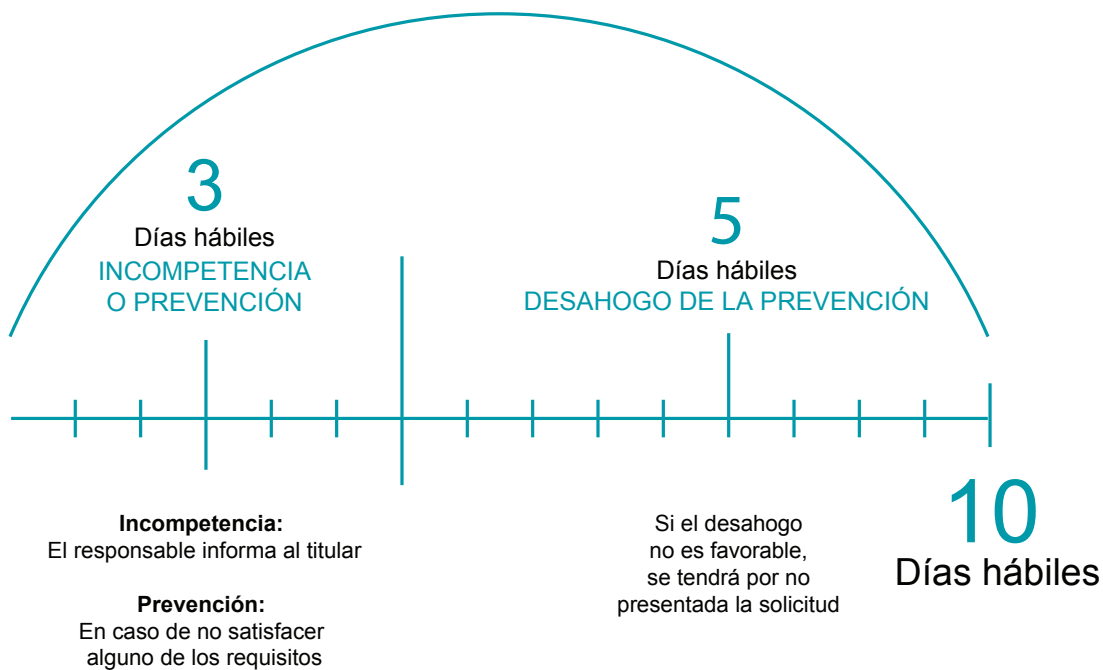 3
Días hábiles
INCOMPETENCIA
O PREVENCIÓN
5
Días hábiles
DESAHOGO DE LA PREVENCIÓN
Incompetencia:
El responsable informa al titular
Prevención:
En caso de no satisfacer
alguno de los requisitos
Si el desahogo
no es favorable,
se tendrá por no
presentada la solicitud
10
Días hábiles